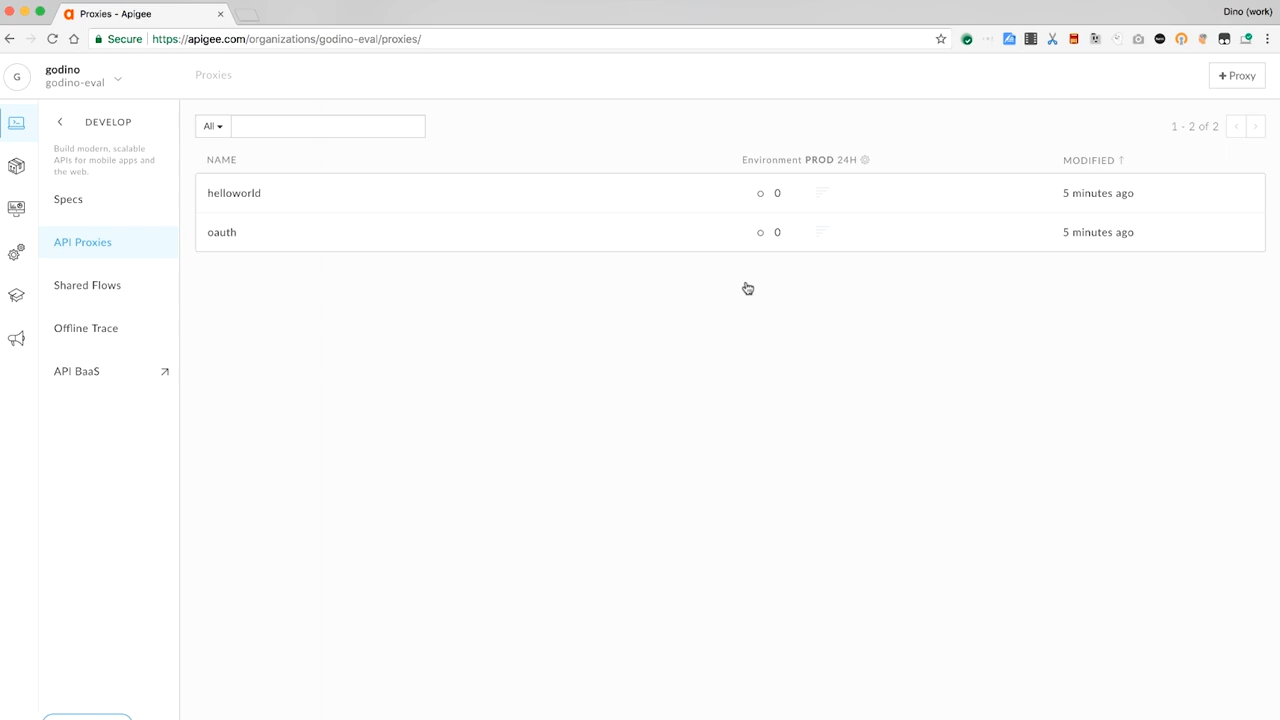 Proxies - Apigee
Dino (work)
Secure https://apigee.com/organizations/godino-eval/proxies/
G
godino
godino-eval
Proxies
+ Proxy
DEVELOP
Build modern, scalable
APIs for mobile apps and
the web.
Specs
API Proxies
Shared Flows
Offline Trace
API BaaS
All
1 - 2 of 2
NAME
Environment PROD 24H
MODIFIED
helloworld
0
5 minutes ago
oauth
0
5 minutes ago